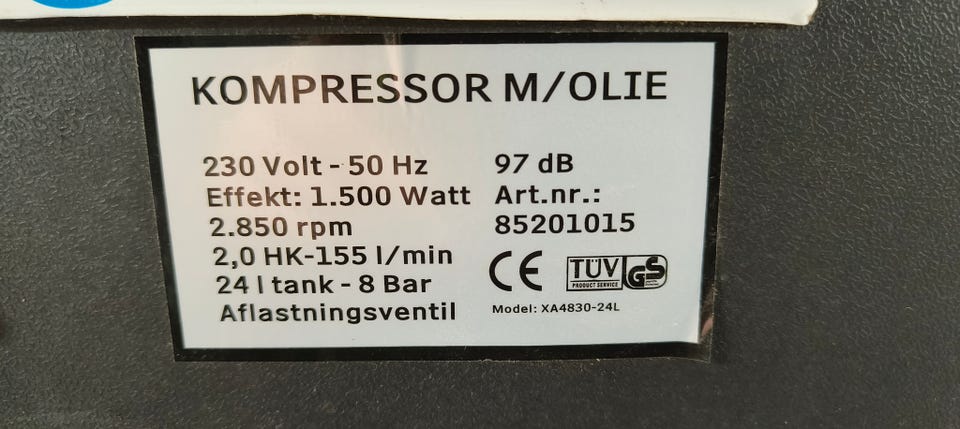 KOMPRESSOR M/OLIE
230 Volt - 50 Hz
Effekt: 1.500 Watt
2.850 rpm
2,0 HK-155 l/min
24 l tank - 8 Bar
Aflastningsventil
97 dB
Art.nr.:
85201015
CE
TÜV
PRODUCT SERVICE
GS
Model: XA4830-24L